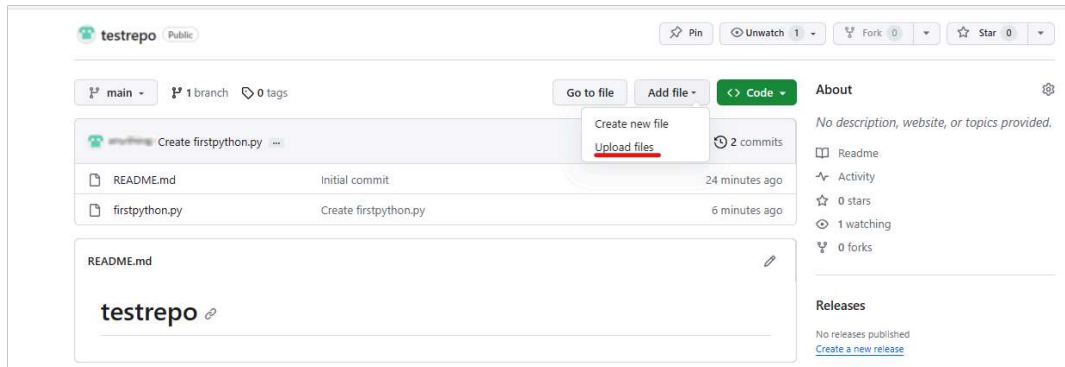 testrepo Public
Pin Unwatch 1 Fork 0 Star 0
main 1 branch 0 tags Go to file Add file <> Code
Create new file
Upload files
Create firstpython.py ... 2 commits
README.md Initial commit 24 minutes ago
firstpython.py Create firstpython.py 6 minutes ago
README.md
testrepo
About
No description, website, or topics provided.
Readme
Activity
0 stars
1 watching
0 forks
Releases
No releases published
Create a new release